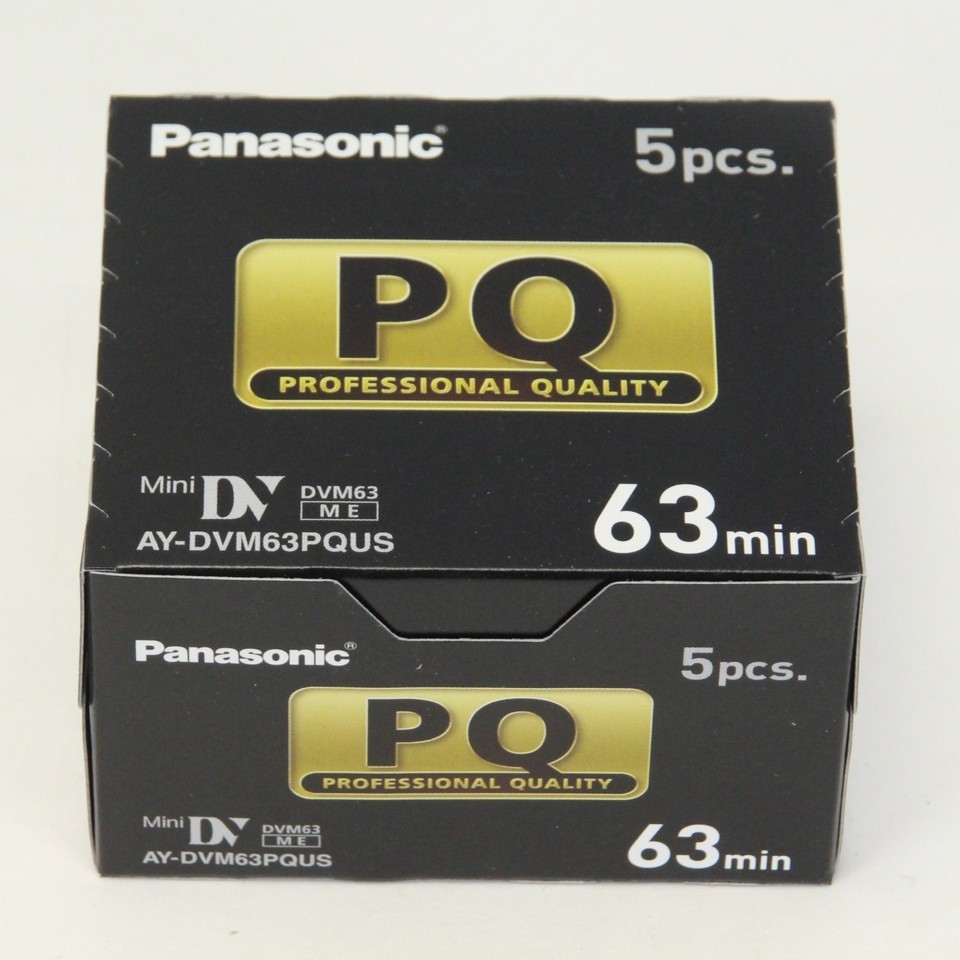 Panasonic®
5pcs.
PQ
PROFESSIONAL QUALITY
Mini DV DVM63
ME
AY-DVM63PQUS
63min
Panasonic®
5pcs.
PQ
PROFESSIONAL QUALITY
Mini DV DVM63
ME
AY-DVM63PQUS
63min